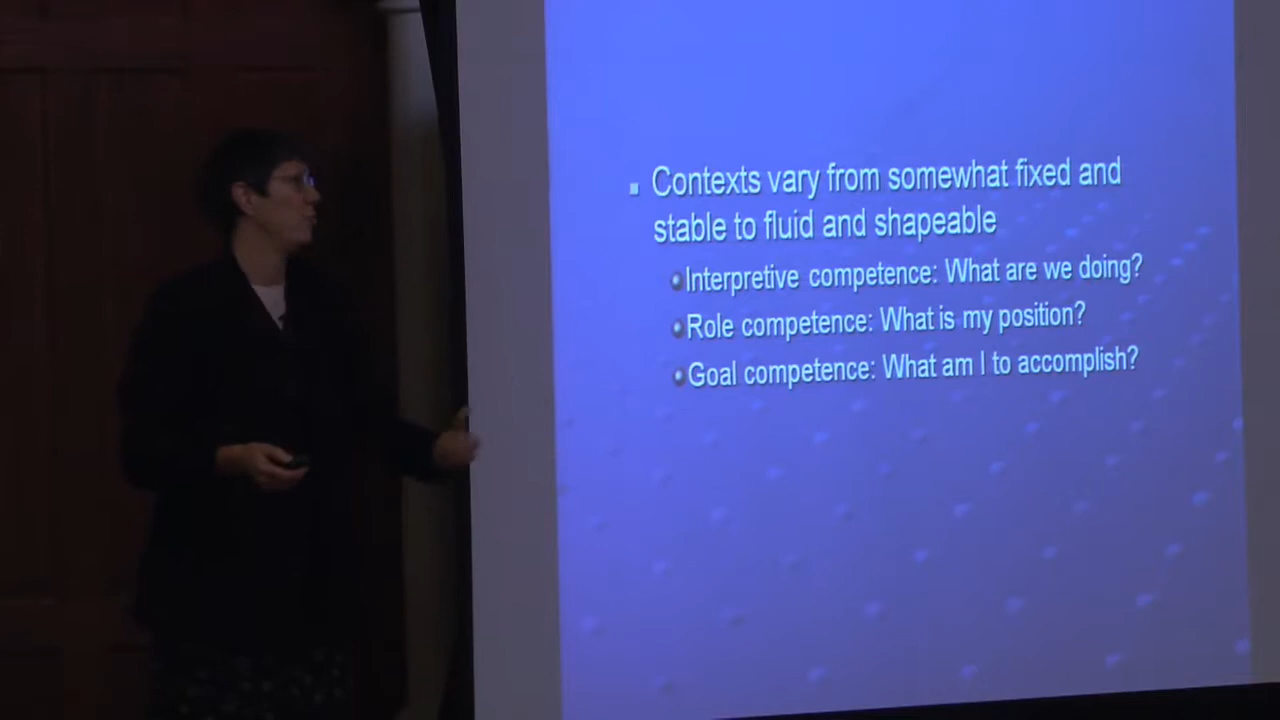 Contexts vary from somewhat fixed and
stable to fluid and shapeable
Interpretive competence: What are we doing?
Role competence: What is my position?
Goal competence: What am I to accomplish?